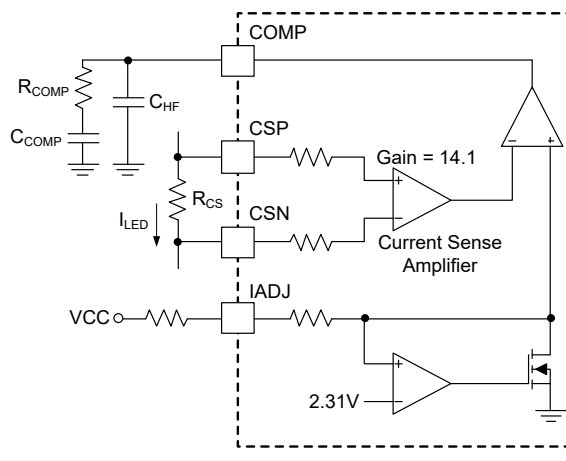 COMP
R_COMP
C_HF
C_COMP
CSP
Gain = 14.1
+
−
R_CS
I_LED
CSN
+
−
Current Sense
Amplifier
IADJ
VCC
+
2.31V
−